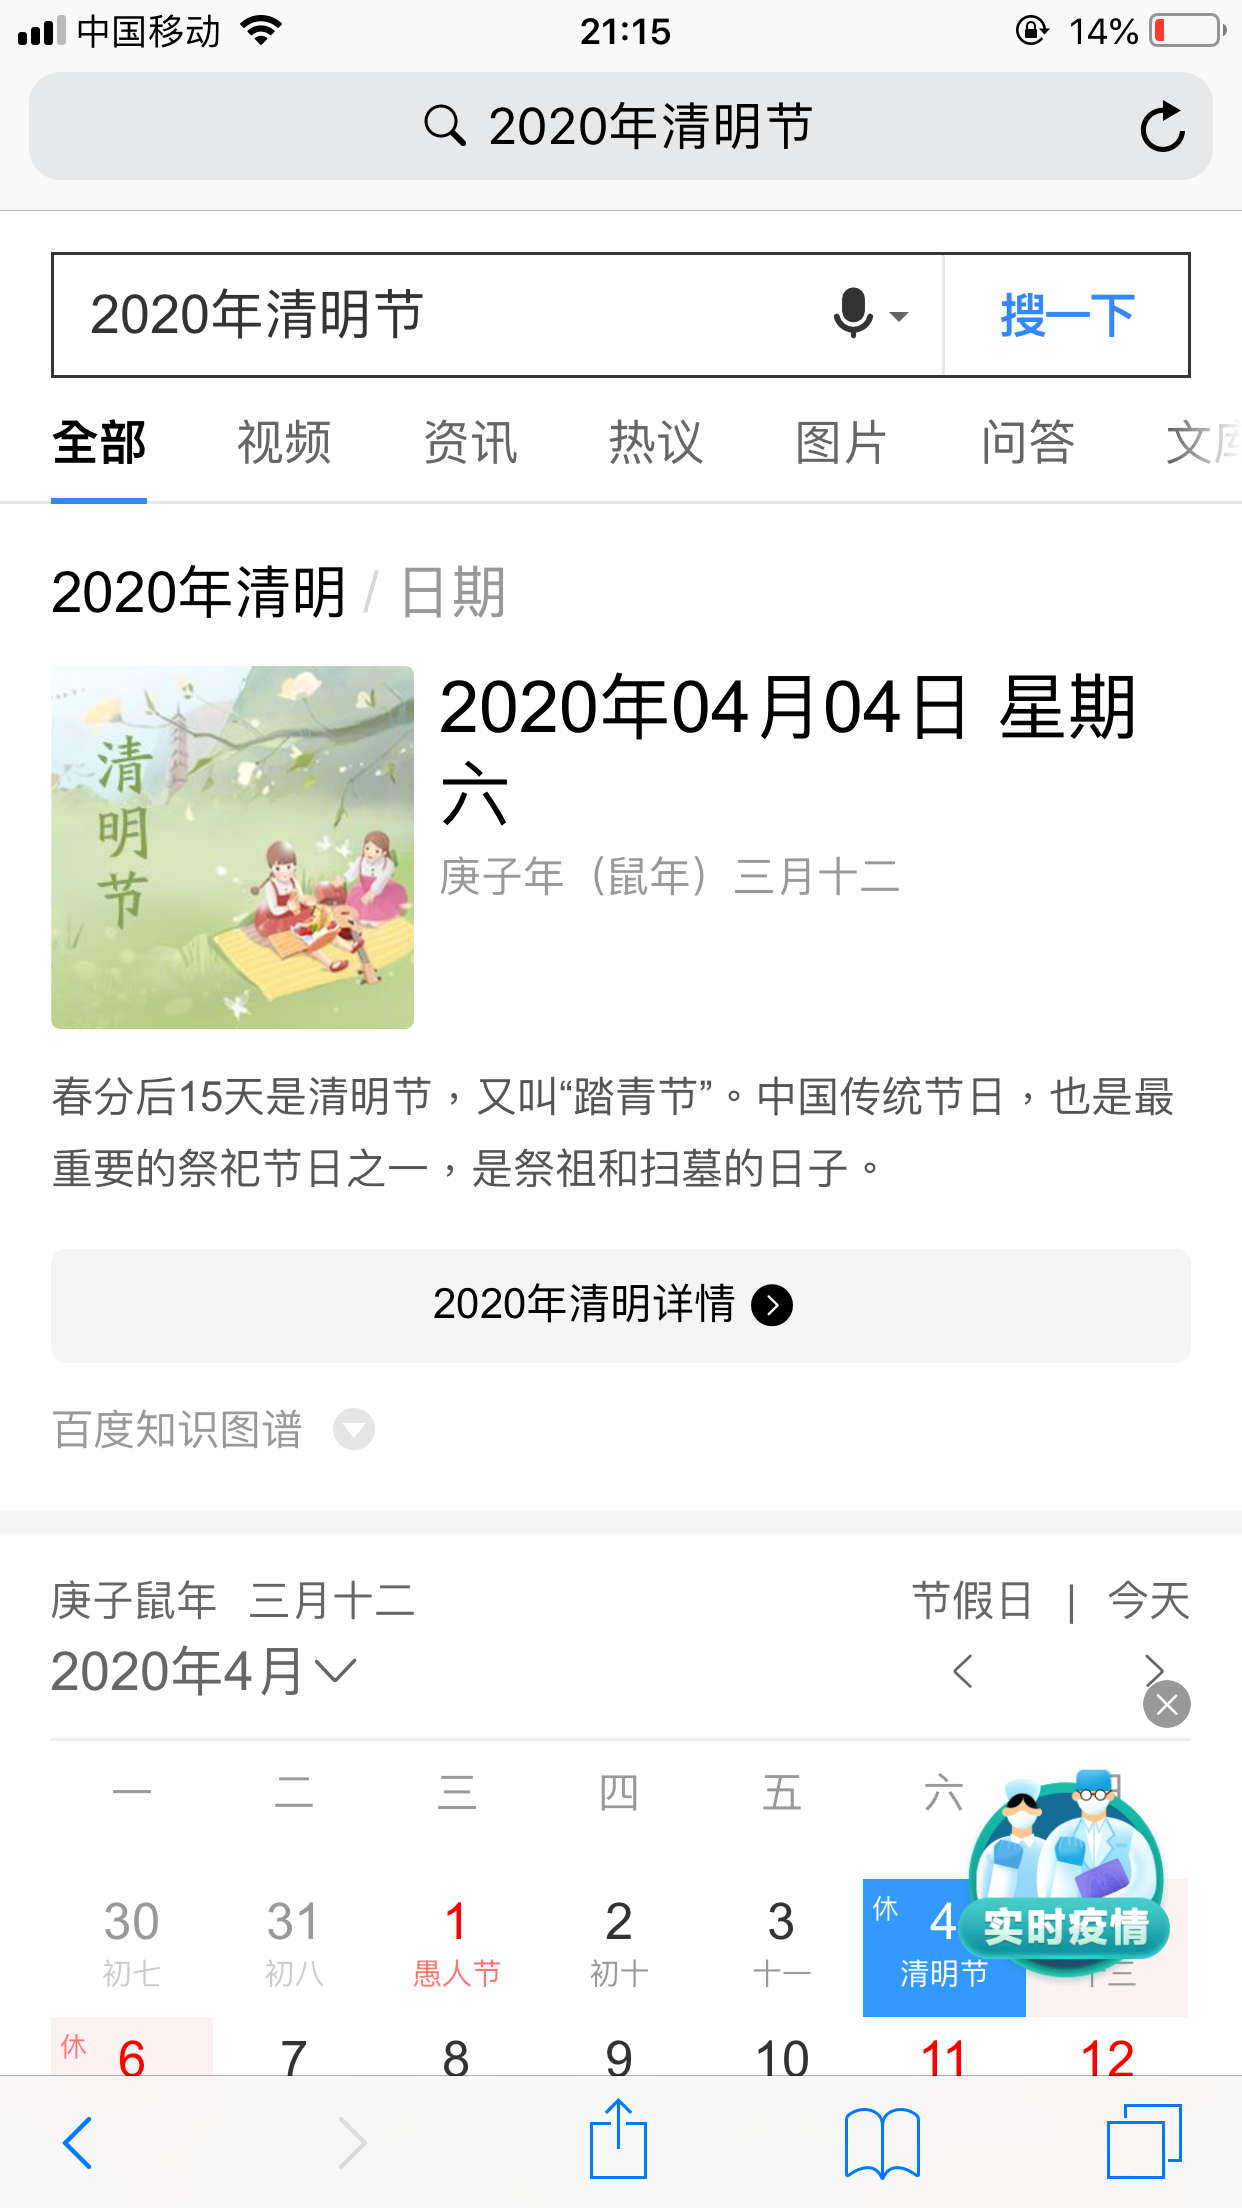 中国移动 21:15 14%
2020年清明节
2020年清明节 搜一下
全部 视频 资讯 热议 图片 问答 文库
2020年清明 / 日期
清明节
2020年04月04日 星期
六
庚子年（鼠年）三月十二
春分后15天是清明节，又叫“踏青节”。中国传统节日，也是最
重要的祭祀节日之一，是祭祖和扫墓的日子。
2020年清明详情
百度知识图谱
庚子鼠年 三月十二 节假日 | 今天
2020年4月
一 二 三 四 五 六 日
30 31 1 2 3 休 4
初七 初八 愚人节 初十 十一 清明节 十三
实时疫情
休 6 7 8 9 10 11 12